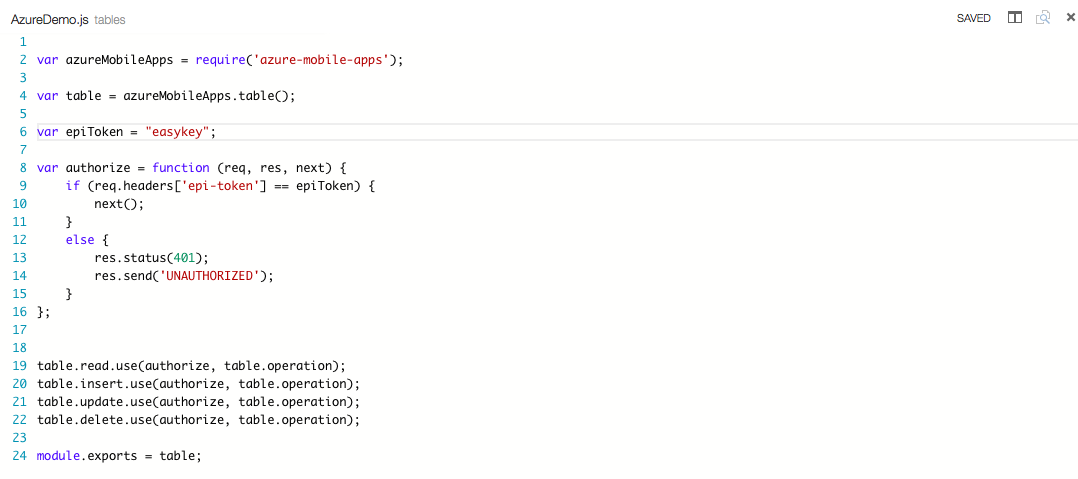 AzureDemo.js tables SAVED
1
2 var azureMobileApps = require('azure-mobile-apps');
3
4 var table = azureMobileApps.table();
5
6 var epiToken = "easykey";
7
8 var authorize = function (req, res, next) {
9     if (req.headers['epi-token'] == epiToken) {
10         next();
11     }
12     else {
13         res.status(401);
14         res.send('UNAUTHORIZED');
15     }
16 };
17
18
19 table.read.use(authorize, table.operation);
20 table.insert.use(authorize, table.operation);
21 table.update.use(authorize, table.operation);
22 table.delete.use(authorize, table.operation);
23
24 module.exports = table;